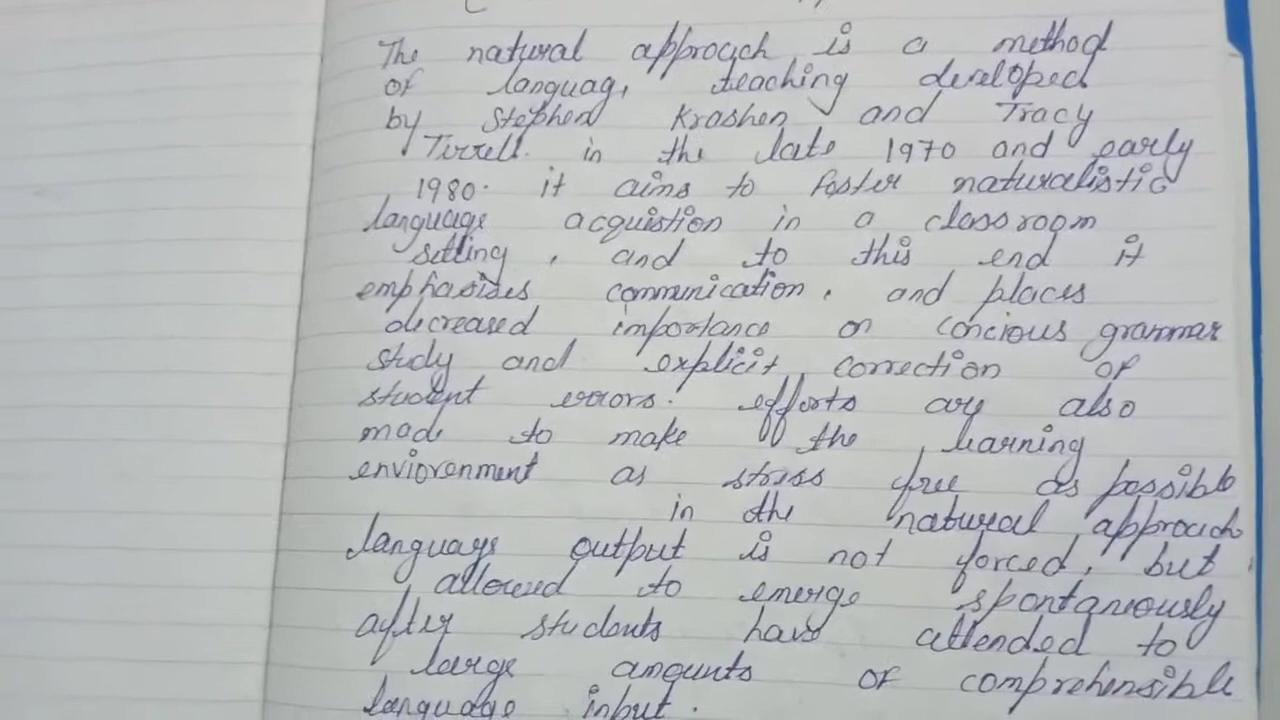 The natural approach is a method
of languag, teaching developed
by Stephen Krashen and Tracy
Tirrell. in the late 1970 and early
1980. it aims to foster naturalistic
language acquistion in a classroom
setling, and to this end it
emphasises communication, and places
decreased importance on concious grammar
study and explicit correction of
student errors. efforts are also
made to make the learning
enviorenment as stress free as possible
in the natural approach
language output is not forced, but
allowed to emerge spontaneously
after students have attended to
large amounts of comprehensible
language input.